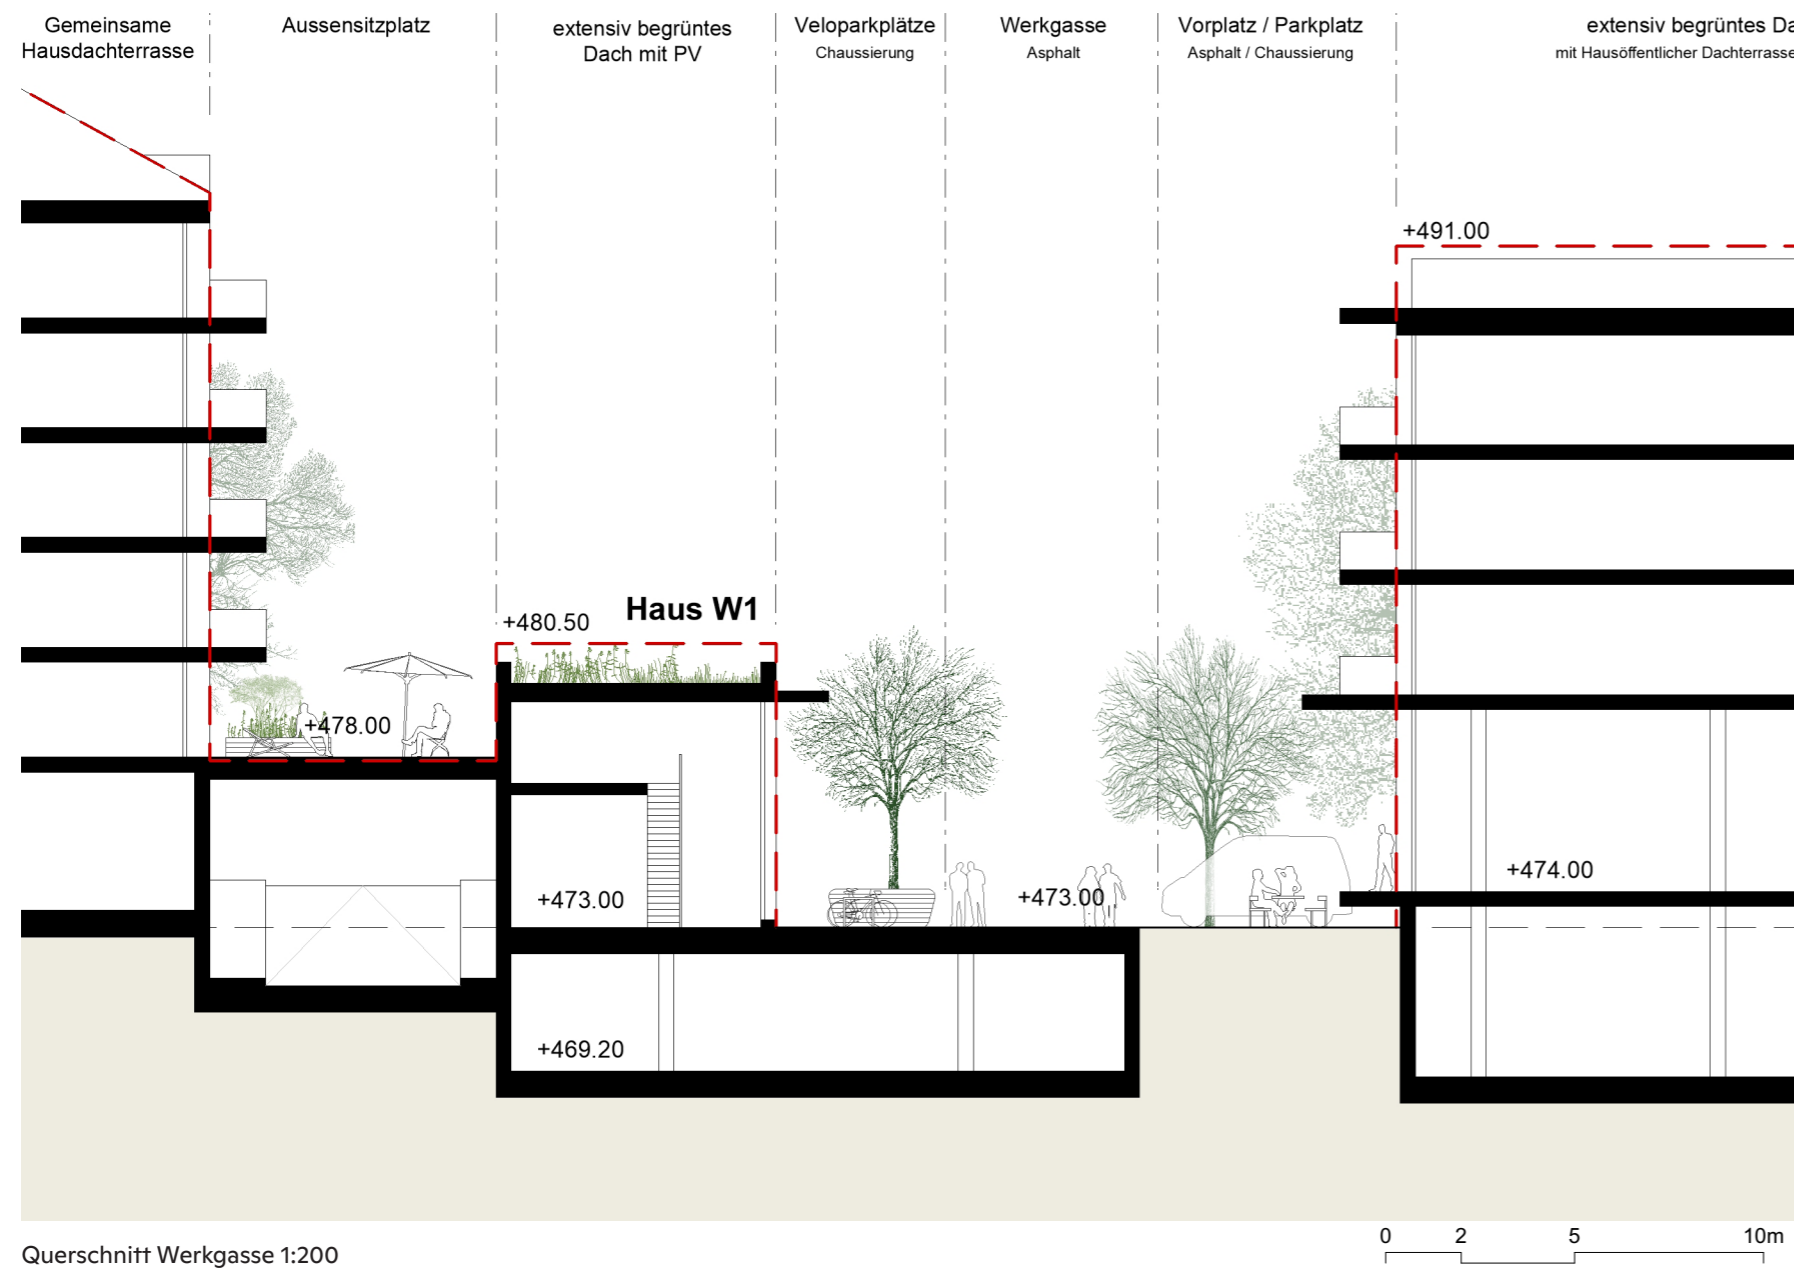 Gemeinsame
Hausdachterrasse
Aussensitzplatz
extensiv begrüntes
Dach mit PV
Veloparkplätze
Chaussierung
Werkgasse
Asphalt
Vorplatz / Parkplatz
Asphalt / Chaussierung
extensiv begrüntes Da
mit Hausöffentlicher Dachterrasse
+491.00
+480.50
Haus W1
+478.00
+473.00
+473.00
+474.00
+469.20
Querschnitt Werkgasse 1:200
0 2 5 10m